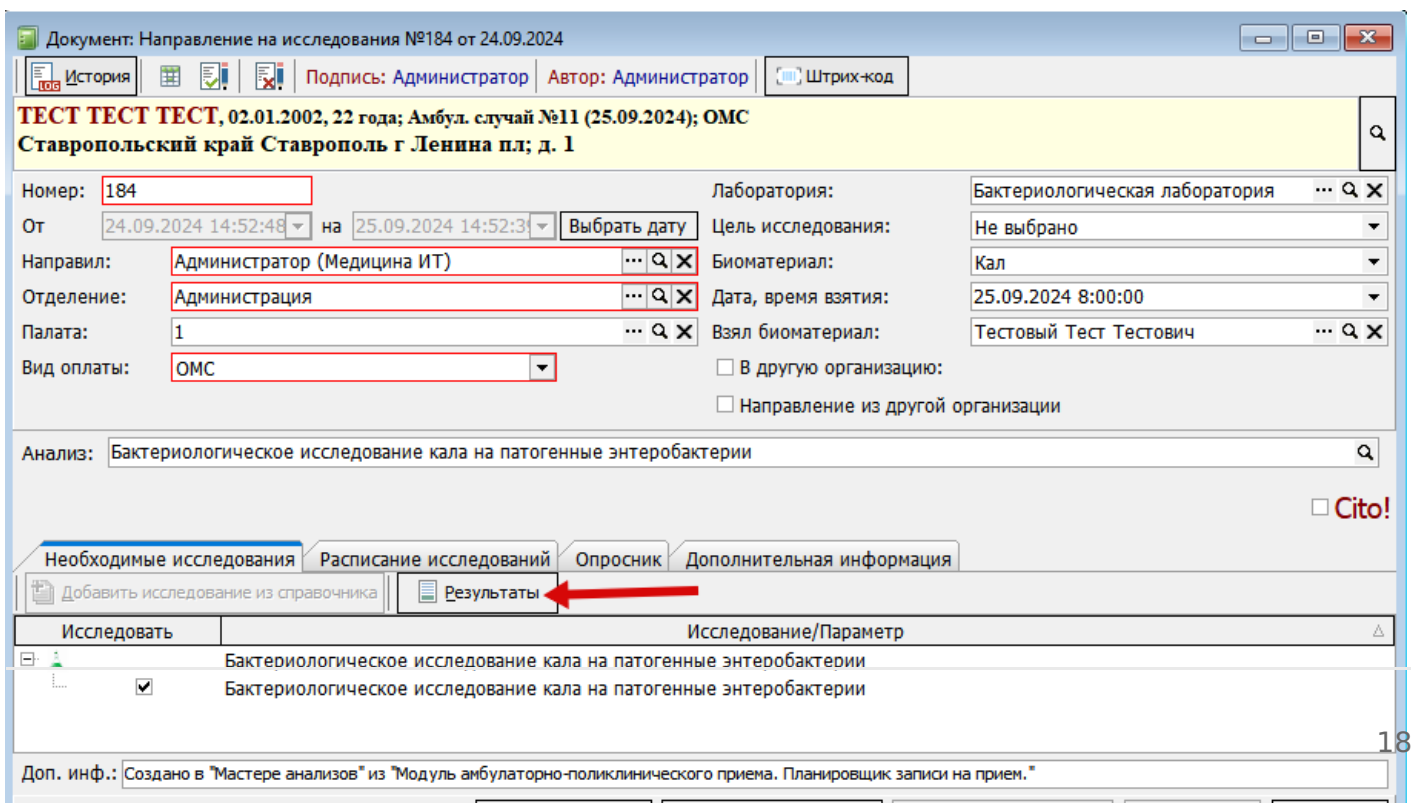 Документ: Направление на исследования №184 от 24.09.2024
LOG История Подпись: Администратор Автор: Администратор Штрих-код
ТЕСТ ТЕСТ ТЕСТ, 02.01.2002, 22 года; Амбул. случай №11 (25.09.2024); ОМС
Ставропольский край Ставрополь г Ленина пл; д. 1
Номер: 184 Лаборатория: Бактериологическая лаборатория
От 24.09.2024 14:52:48 на 25.09.2024 14:52:3 Выбрать дату Цель исследования: Не выбрано
Направил: Администратор (Медицина ИТ) Биоматериал: Кал
Отделение: Администрация Дата, время взятия: 25.09.2024 8:00:00
Палата: 1 Взял биоматериал: Тестовый Тест Тестович
Вид оплаты: ОМС В другую организацию:
Направление из другой организации
Анализ: Бактериологическое исследование кала на патогенные энтеробактерии
Cito!
Необходимые исследования Расписание исследований Опросник Дополнительная информация
Добавить исследование из справочника Результаты
Исследовать Исследование/Параметр
Бактериологическое исследование кала на патогенные энтеробактерии
Бактериологическое исследование кала на патогенные энтеробактерии
18
Доп. инф.: Создано в "Мастере анализов" из "Модуль амбулаторно-поликлинического приема. Планировщик записи на прием."